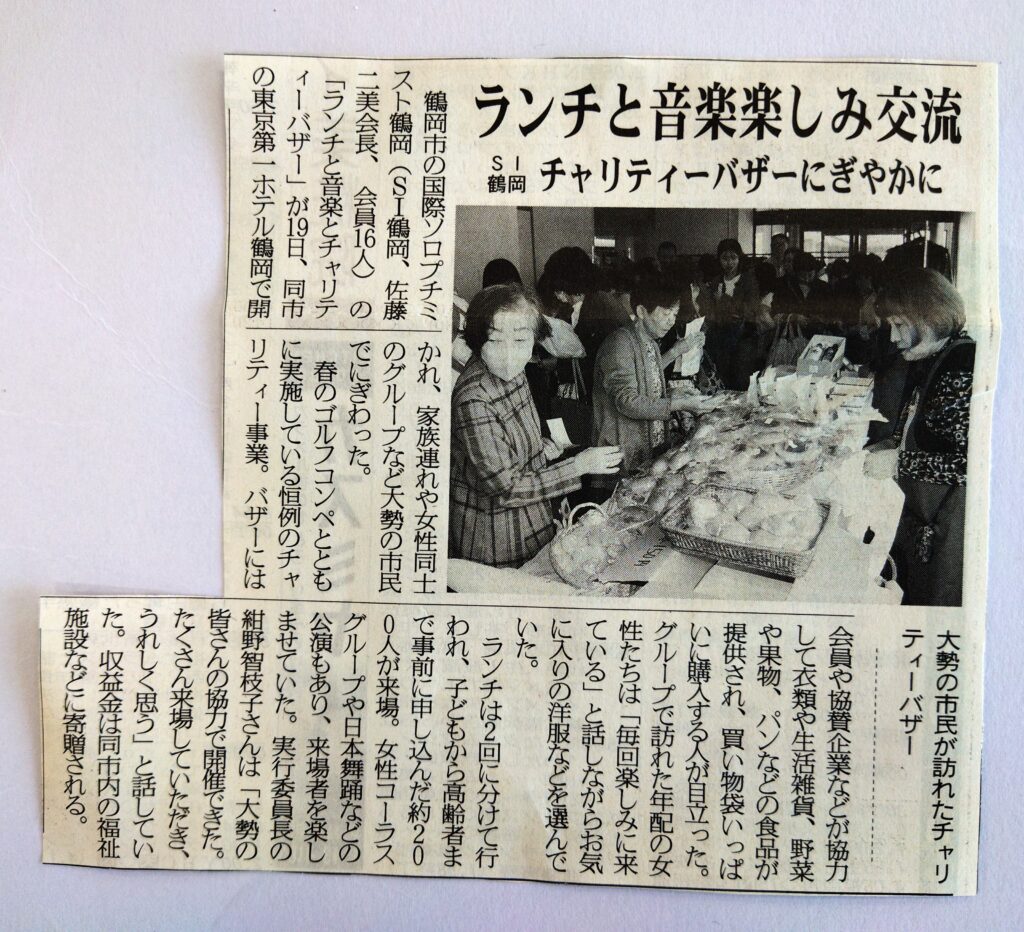 ランチと音楽楽しみ交流
SI鶴岡 チャリティーバザーにぎやかに
鶴岡市の国際ソロプチミ
スト鶴岡(SI鶴岡、佐藤
二美会長、会員16人)の
「ランチと音楽とチャリテ
ィーバザー」が19日、同市
の東京第一ホテル鶴岡で開
かれ、家族連れや女性同士
のグループなど大勢の市民
でにぎわった。
春のゴルフコンペととも
に実施している恒例のチャ
リティー事業。バザーには
大勢の市民が訪れたチャリ
ティーバザー
会員や協賛企業などが協力
して衣類や生活雑貨、野菜
や果物、パンなどの食品が
提供され、買い物袋いっぱ
いに購入する人が目立った。
グループで訪れた年配の女
性たちは「毎回楽しみに来
ている」と話しながらお気
に入りの洋服などを選んで
いた。
ランチは2回に分けて行
われ、子どもから高齢者ま
で事前に申し込んだ約20
0人が来場。女性コーラス
グループや日本舞踊などの
公演もあり、来場者を楽し
ませていた。実行委員長の
紺野智枝子さんは「大勢の
皆さんの協力で開催できた。
たくさん来場していただき、
うれしく思う」と話してい
た。収益金は同市内の福祉
施設などに寄贈される。